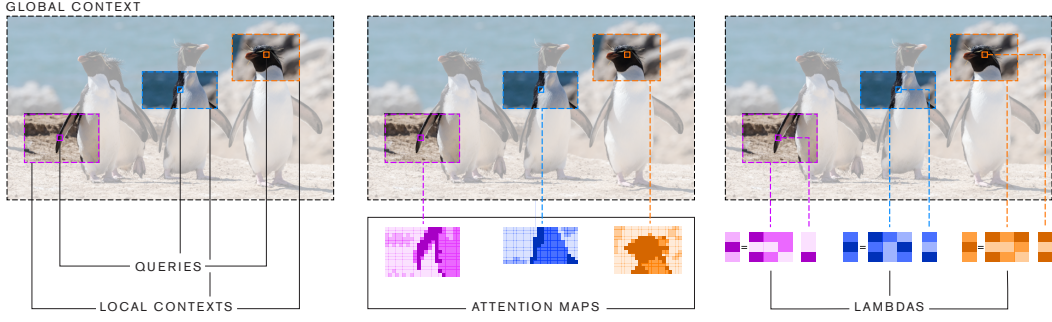 GLOBAL CONTEXT
QUERIES
LOCAL CONTEXTS
ATTENTION MAPS
=
=
=
LAMBDAS